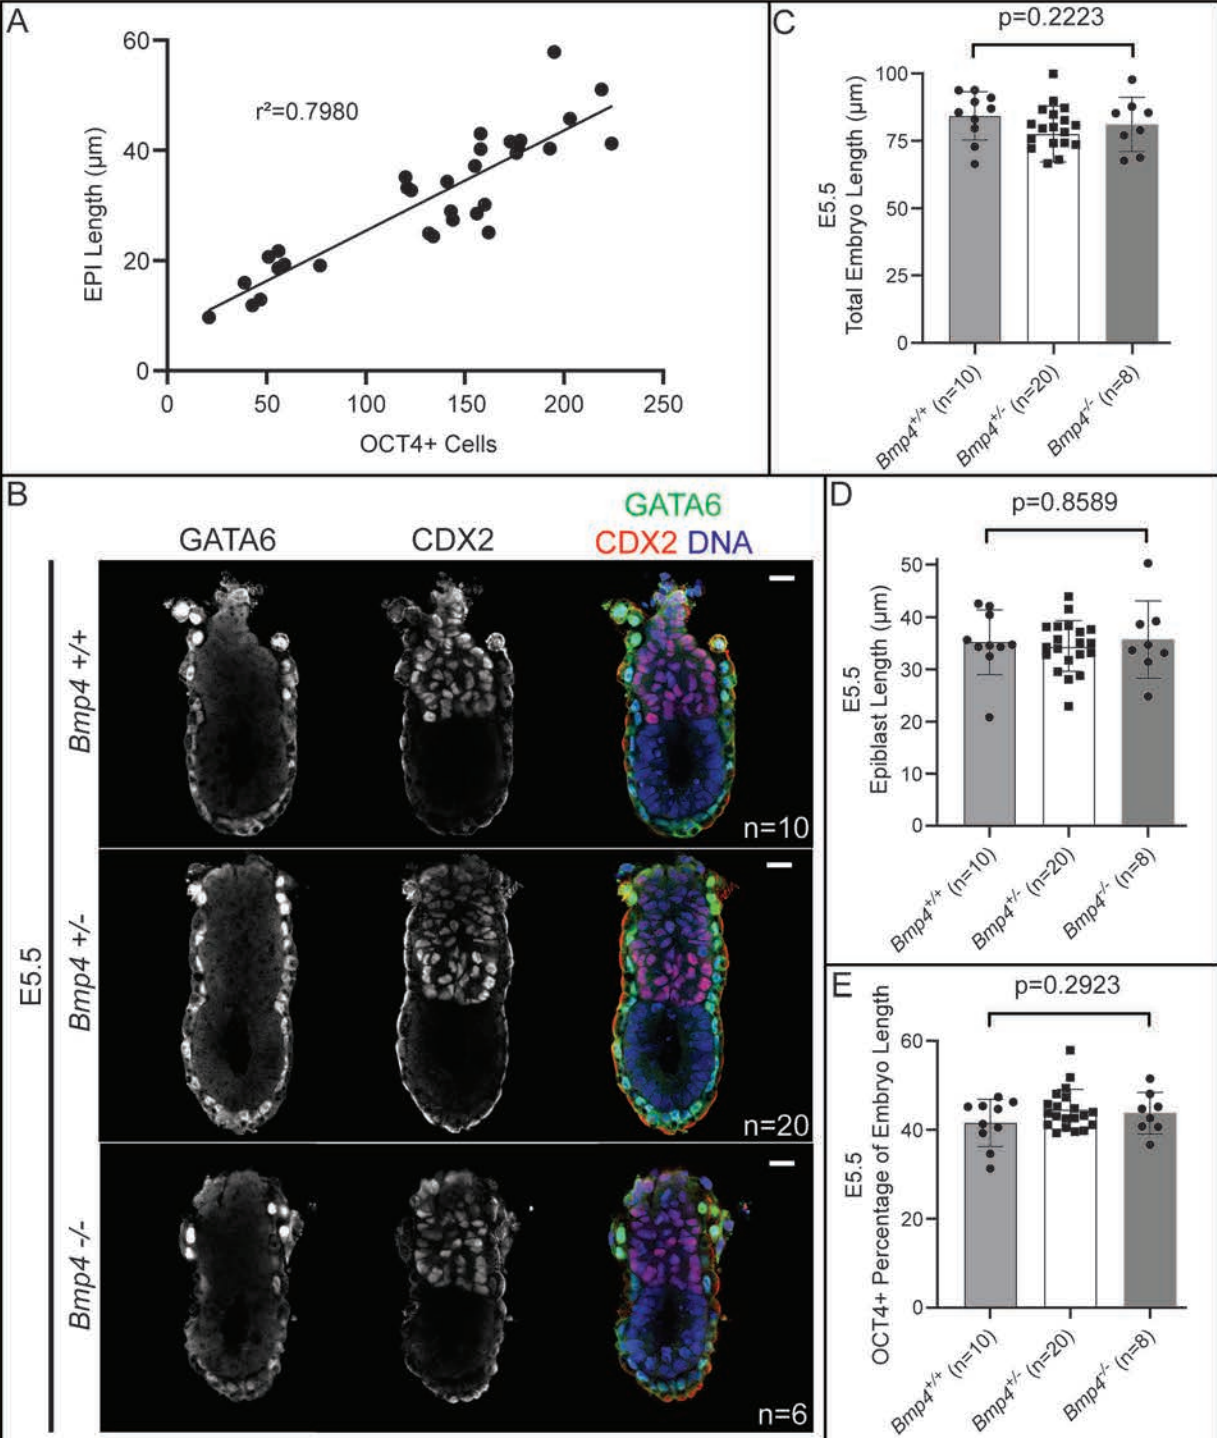 A
60
40
20
0
EPI Length (µm)
r²=0.7980
0 50 100 150 200 250
OCT4+ Cells
C
p=0.2223
100
75
50
25
0
E5.5
Total Embryo Length (µm)
Bmp4+/+ (n=10)
Bmp4+/- (n=20)
Bmp4-/- (n=8)
B
GATA6
CDX2
GATA6
CDX2 DNA
E5.5
Bmp4 +/+
n=10
Bmp4 +/-
n=20
Bmp4 -/-
n=6
D
p=0.8589
50
40
30
20
10
0
E5.5
Epiblast Length (µm)
Bmp4+/+ (n=10)
Bmp4+/- (n=20)
Bmp4-/- (n=8)
E
p=0.2923
60
40
20
0
E5.5
OCT4+ Percentage of Embryo Length
Bmp4+/+ (n=10)
Bmp4+/- (n=20)
Bmp4-/- (n=8)